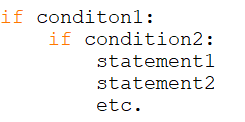 if conditon1:
    if condition2:
        statement1
        statement2
        etc.